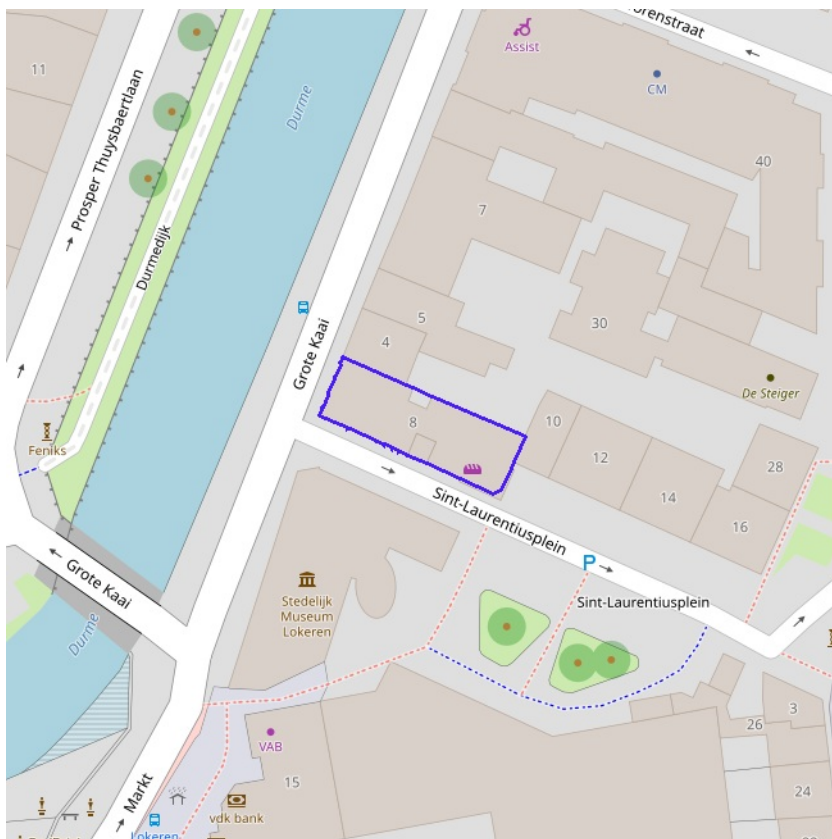 orenstraat
Assist
CM
11
Durme
40
Prosper Thuysbaertlaan
7
Durmedijk
5
30
4
Grote Kaai
De Steiger
8
10
Feniks
12
28
14
16
Sint-Laurentiusplein
P
Grote Kaai
Stedelijk
Museum
Lokeren
Sint-Laurentiusplein
Durme
3
26
VAB
15
24
Markt
vdk bank
Lokeren